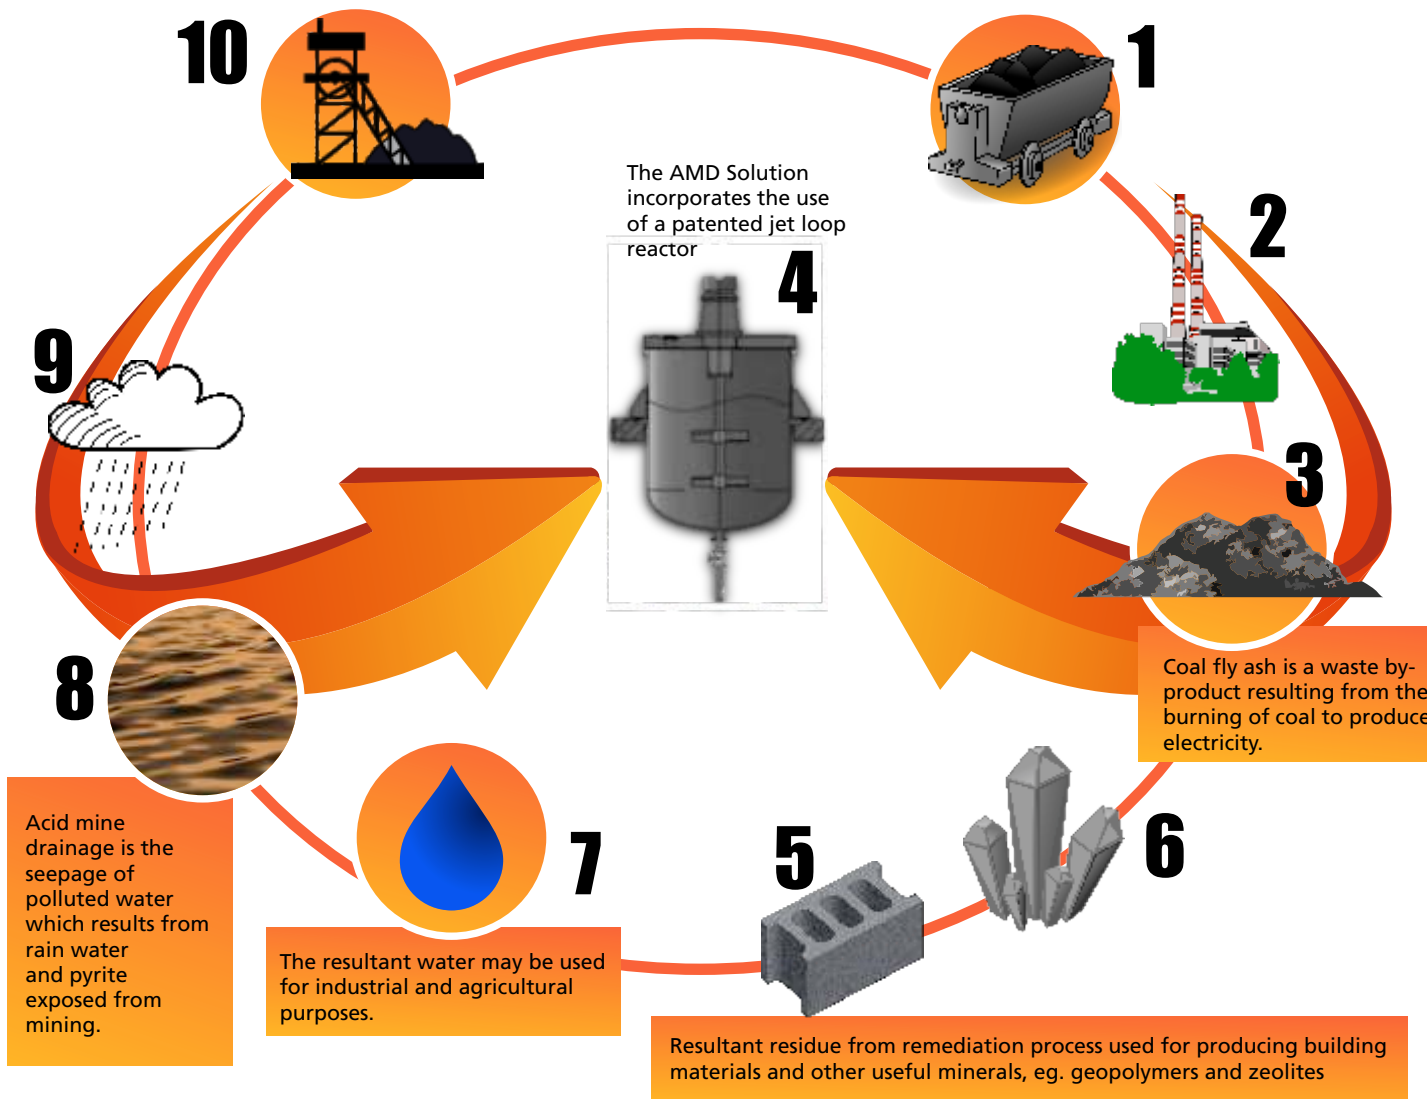 10
1
The AMD Solution
incorporates the use
of a patented jet loop
reactor
2
4
9
3
8
Coal fly ash is a waste by-
product resulting from the
burning of coal to produce
electricity.
Acid mine
drainage is the
seepage of
polluted water
which results from
rain water
and pyrite
exposed from
mining.
7
The resultant water may be used
for industrial and agricultural
purposes.
5
6
Resultant residue from remediation process used for producing building
materials and other useful minerals, eg. geopolymers and zeolites